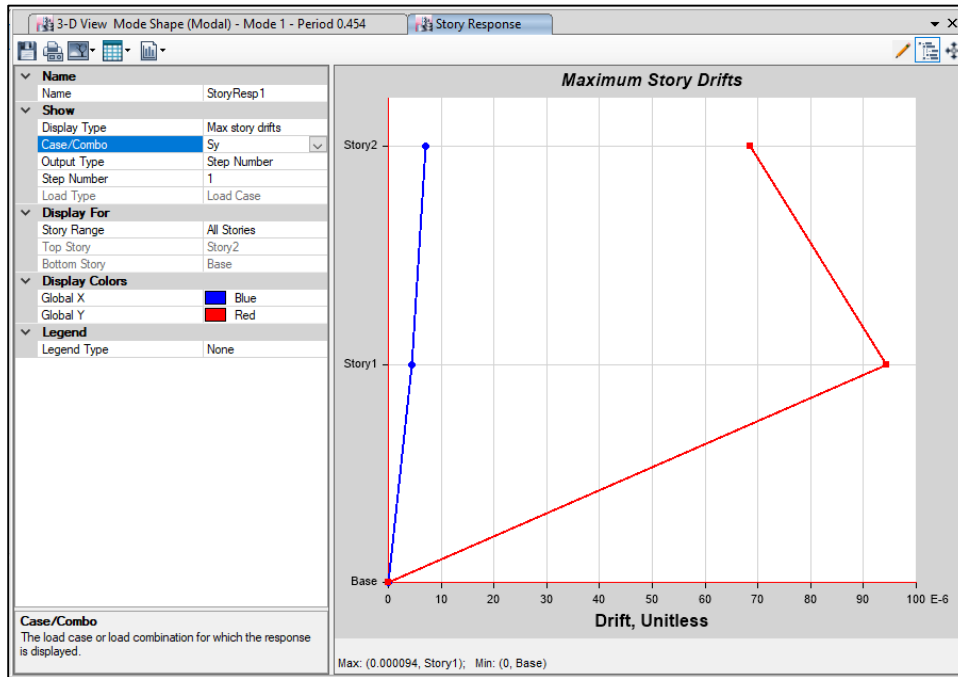 3-D View Mode Shape (Modal) - Mode 1 - Period 0.454
Story Response
Name
Name StoryResp1
Show
Display Type Max story drifts
Case/Combo Sy
Output Type Step Number
Step Number 1
Load Type Load Case
Display For
Story Range All Stories
Top Story Story2
Bottom Story Base
Display Colors
Global X Blue
Global Y Red
Legend
Legend Type None
Case/Combo
The load case or load combination for which the response
is displayed.
Maximum Story Drifts
Story2
Story1
Base
0 10 20 30 40 50 60 70 80 90 100 E-6
Drift, Unitless
Max: (0.000094, Story1); Min: (0, Base)